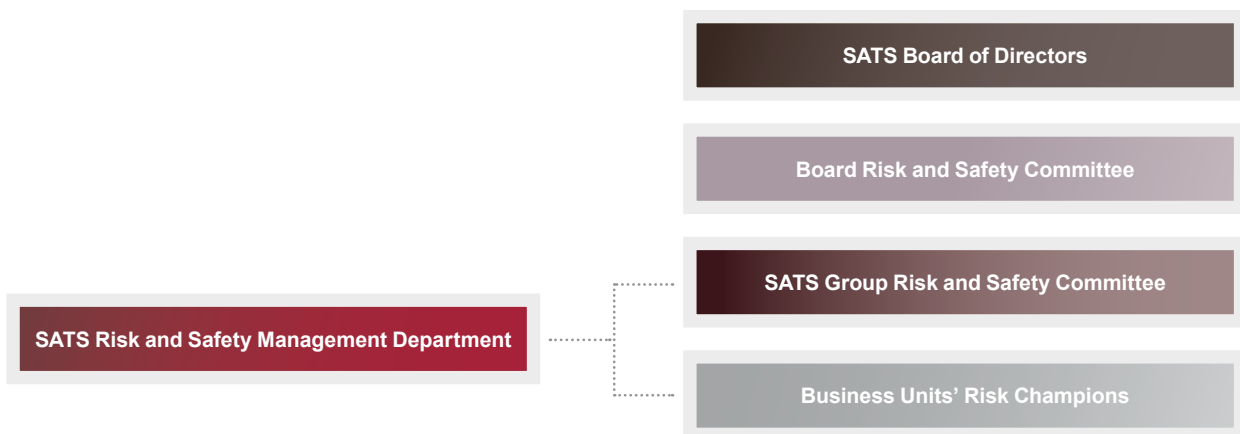 SATS Board of Directors
Board Risk and Safety Committee
SATS Group Risk and Safety Committee
SATS Risk and Safety Management Department
Business Units’ Risk Champions